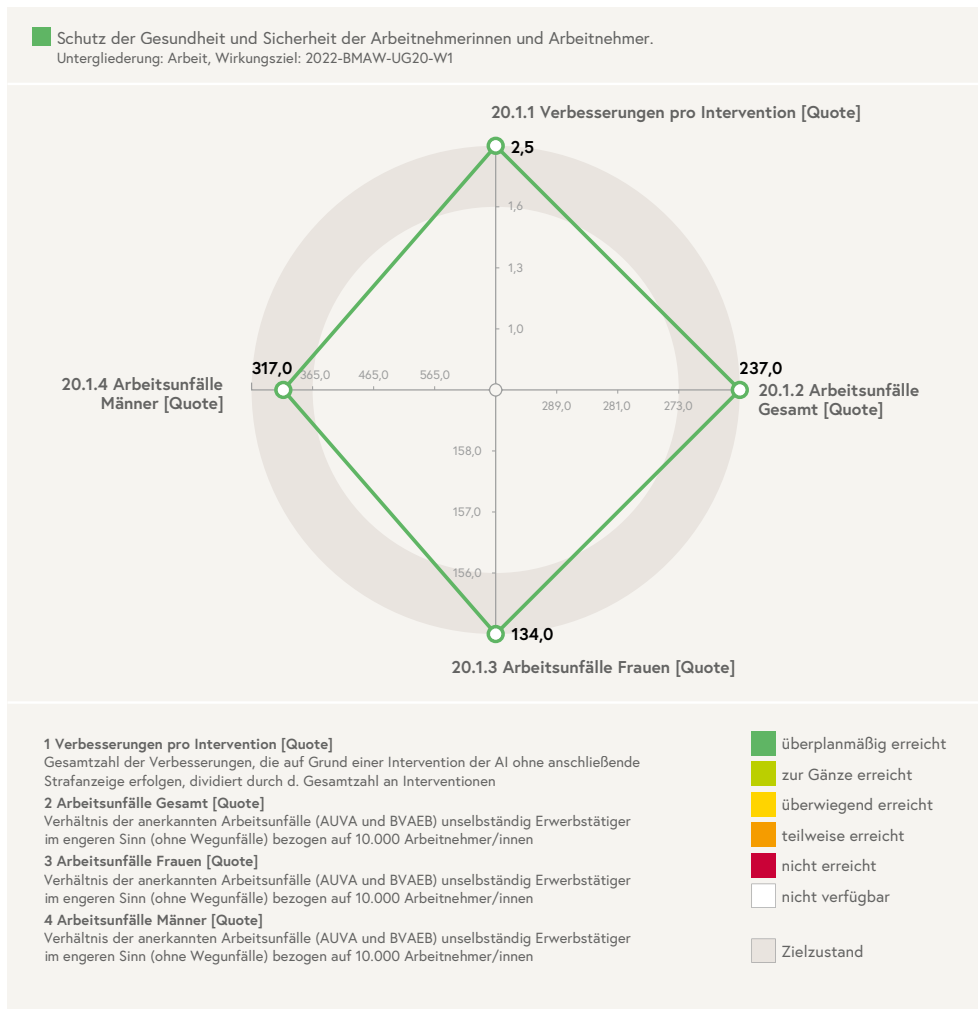 Schutz der Gesundheit und Sicherheit der Arbeitnehmerinnen und Arbeitnehmer.
Untergliederung: Arbeit, Wirkungsziel: 2022-BMAW-UG20-W1
20.1.1 Verbesserungen pro Intervention [Quote]
2,5
1,6
1,3
1,0
317,0
365,0
465,0
565,0
237,0
20.1.4 Arbeitsunfälle
Männer [Quote]
20.1.2 Arbeitsunfälle
Gesamt [Quote]
289,0
281,0
273,0
158,0
157,0
156,0
134,0
20.1.3 Arbeitsunfälle Frauen [Quote]
1 Verbesserungen pro Intervention [Quote]
Gesamtzahl der Verbesserungen, die auf Grund einer Intervention der AI ohne anschließende
Strafanzeige erfolgen, dividiert durch d. Gesamtzahl an Interventionen
2 Arbeitsunfälle Gesamt [Quote]
Verhältnis der anerkannten Arbeitsunfälle (AUVA und BVAEB) unselbständig Erwerbstätiger
im engeren Sinn (ohne Wegunfälle) bezogen auf 10.000 Arbeitnehmer/innen
3 Arbeitsunfälle Frauen [Quote]
Verhältnis der anerkannten Arbeitsunfälle (AUVA und BVAEB) unselbständig Erwerbstätiger
im engeren Sinn (ohne Wegunfälle) bezogen auf 10.000 Arbeitnehmer/innen
4 Arbeitsunfälle Männer [Quote]
Verhältnis der anerkannten Arbeitsunfälle (AUVA und BVAEB) unselbständig Erwerbstätiger
im engeren Sinn (ohne Wegunfälle) bezogen auf 10.000 Arbeitnehmer/innen
überplanmäßig erreicht
zur Gänze erreicht
überwiegend erreicht
teilweise erreicht
nicht erreicht
nicht verfügbar
Zielzustand